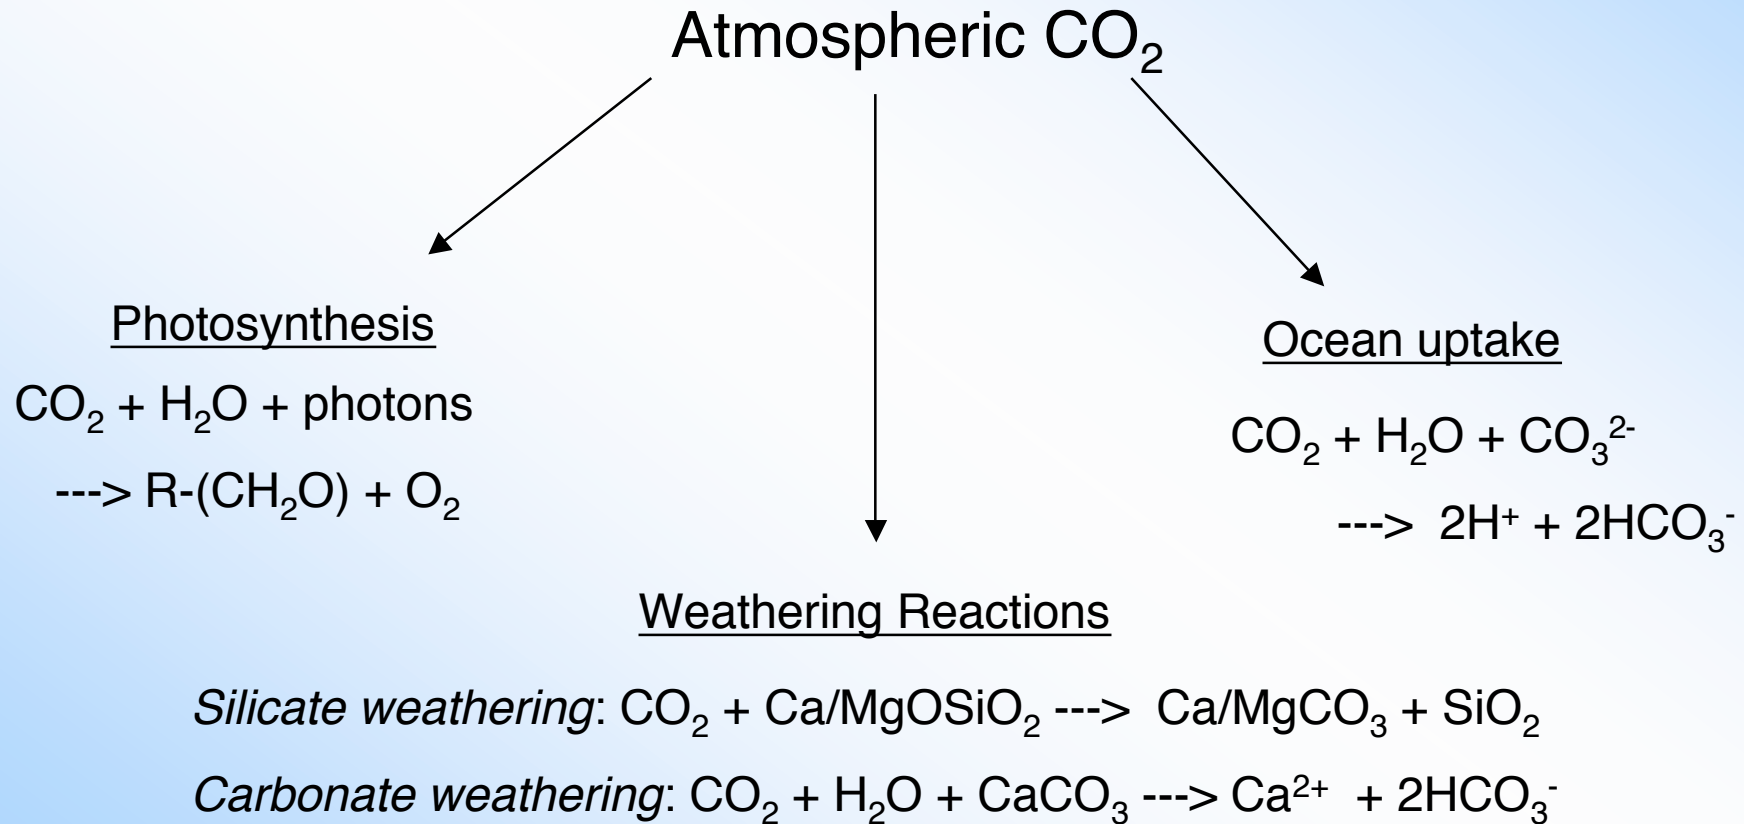 Atmospheric CO₂
Photosynthesis
CO₂ + H₂O + photons
---> R-(CH₂O) + O₂
Ocean uptake
CO₂ + H₂O + CO₃²⁻
---> 2H⁺ + 2HCO₃⁻
Weathering Reactions
Silicate weathering: CO₂ + Ca/MgOSiO₂ ---> Ca/MgCO₃ + SiO₂
Carbonate weathering: CO₂ + H₂O + CaCO₃ ---> Ca²⁺ + 2HCO₃⁻